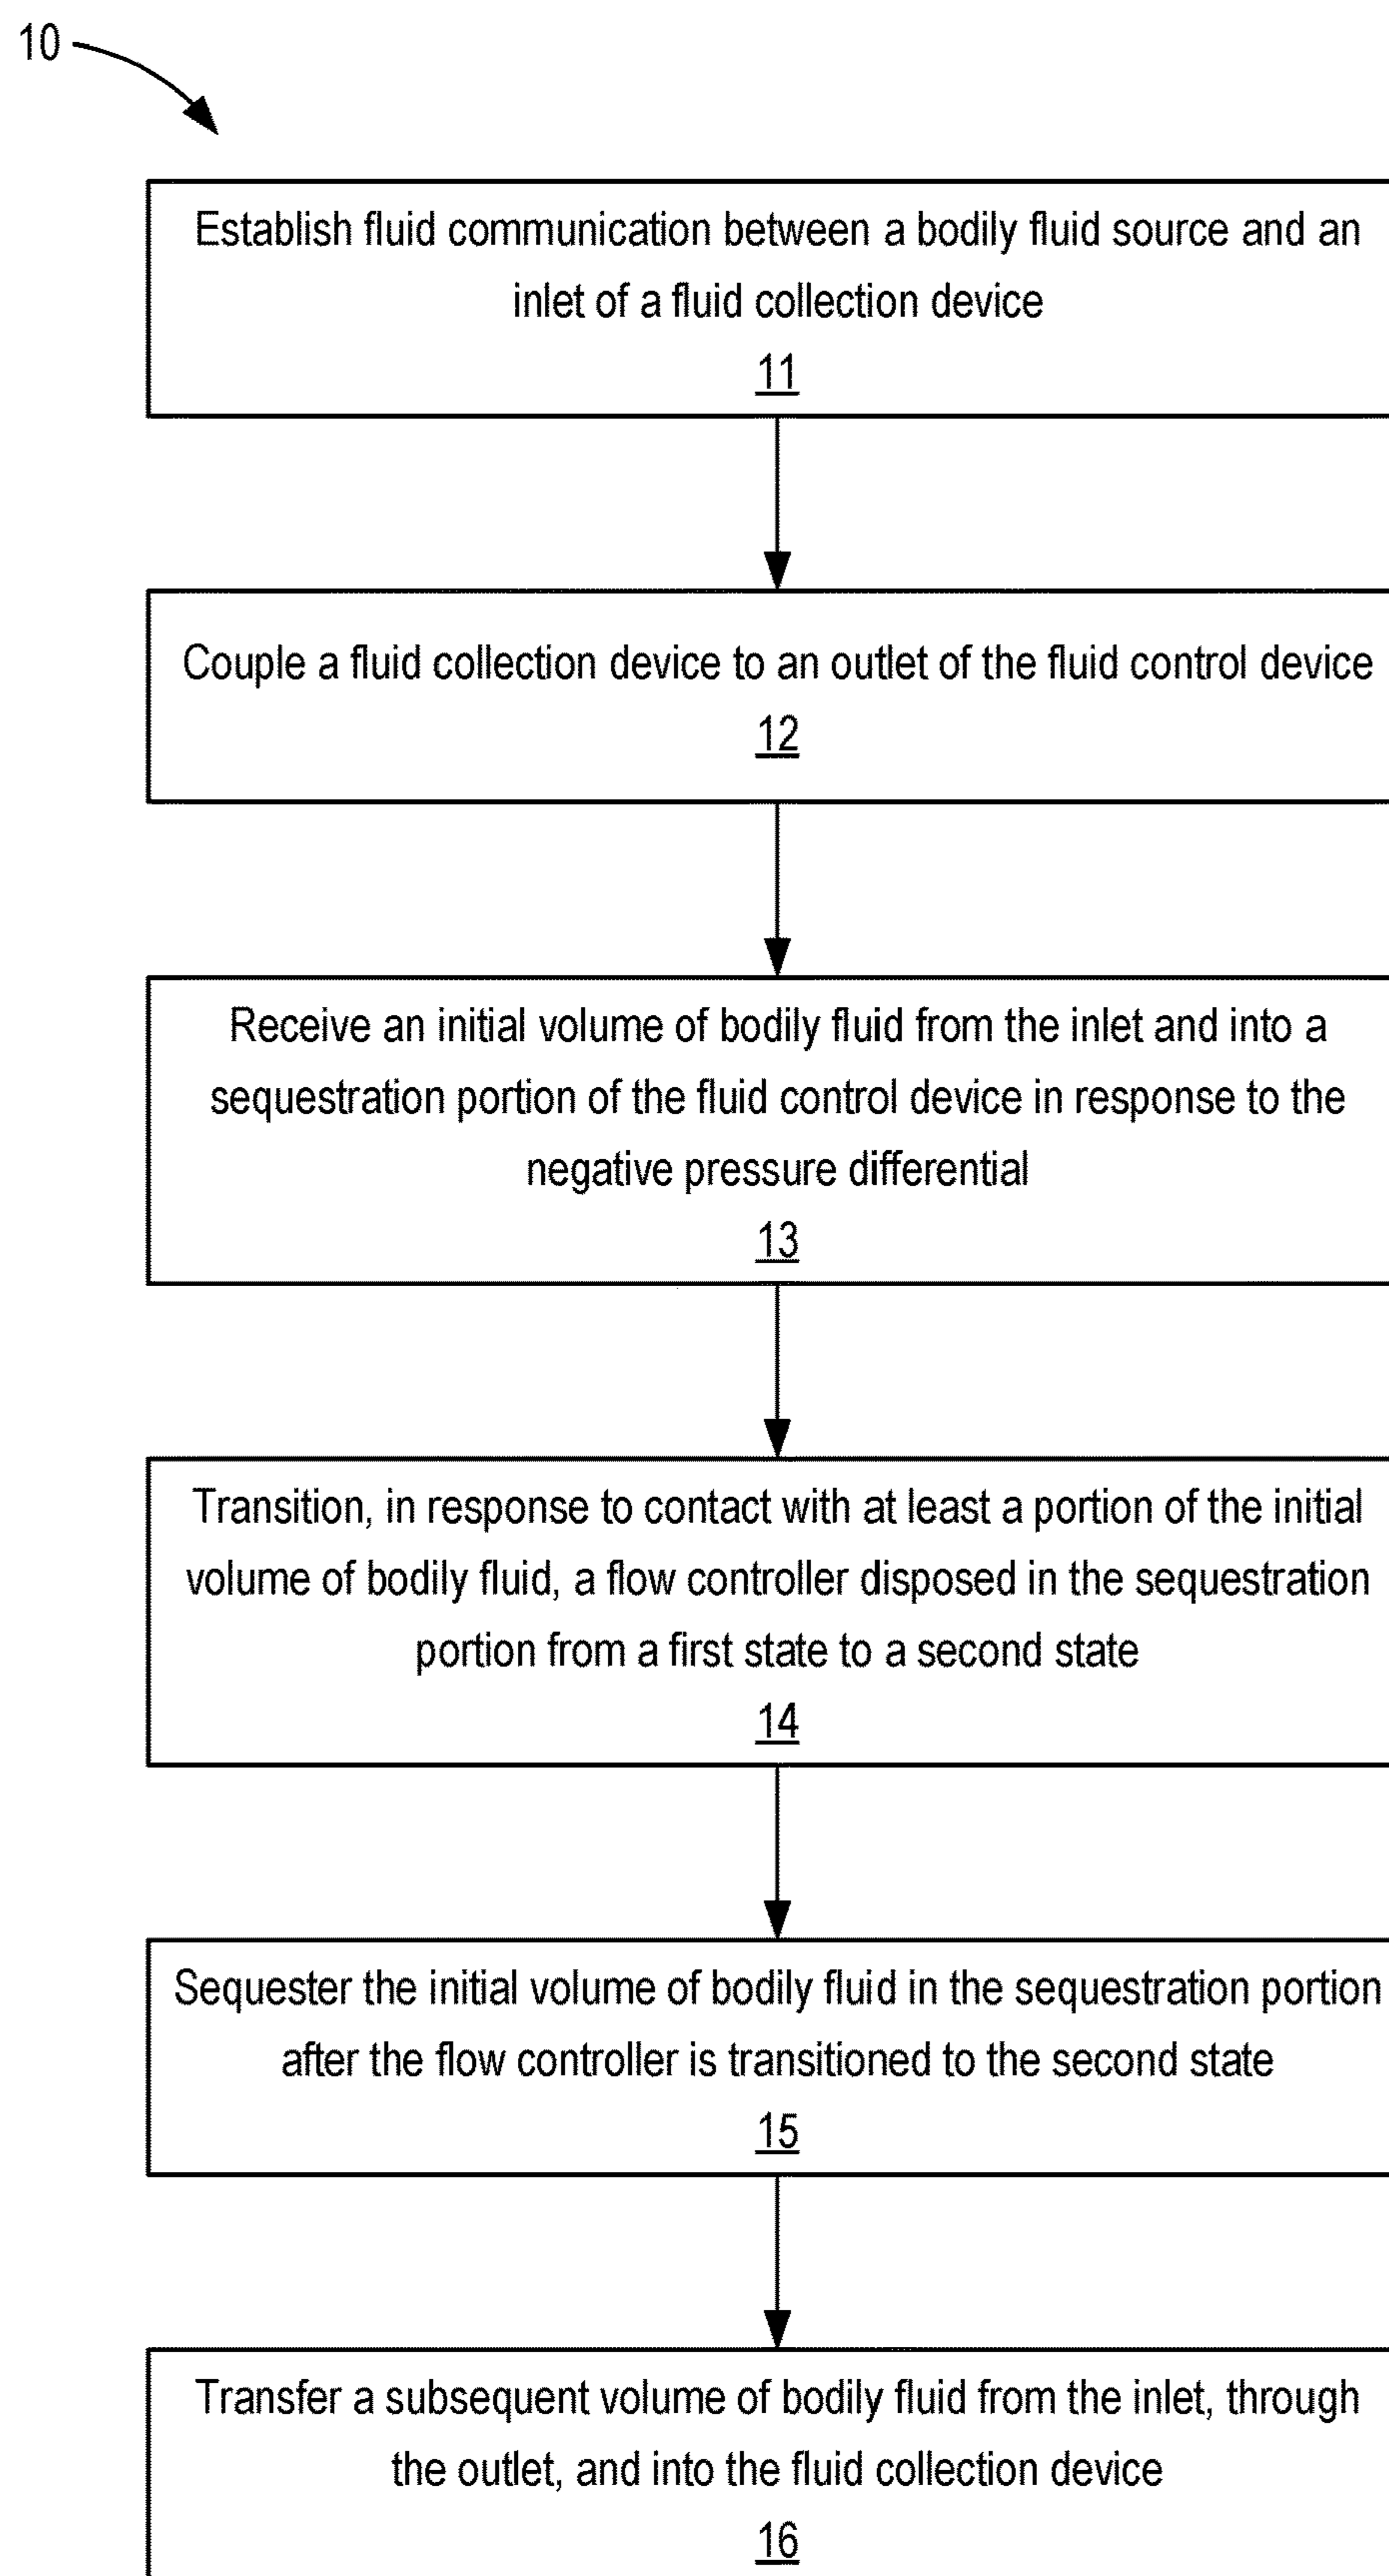 10
Establish fluid communication between a bodily fluid source and an
inlet of a fluid collection device
11
Couple a fluid collection device to an outlet of the fluid control device
12
Receive an initial volume of bodily fluid from the inlet and into a
sequestration portion of the fluid control device in response to the
negative pressure differential
13
Transition, in response to contact with at least a portion of the initial
volume of bodily fluid, a flow controller disposed in the sequestration
portion from a first state to a second state
14
Sequester the initial volume of bodily fluid in the sequestration portion
after the flow controller is transitioned to the second state
15
Transfer a subsequent volume of bodily fluid from the inlet, through
the outlet, and into the fluid collection device
16